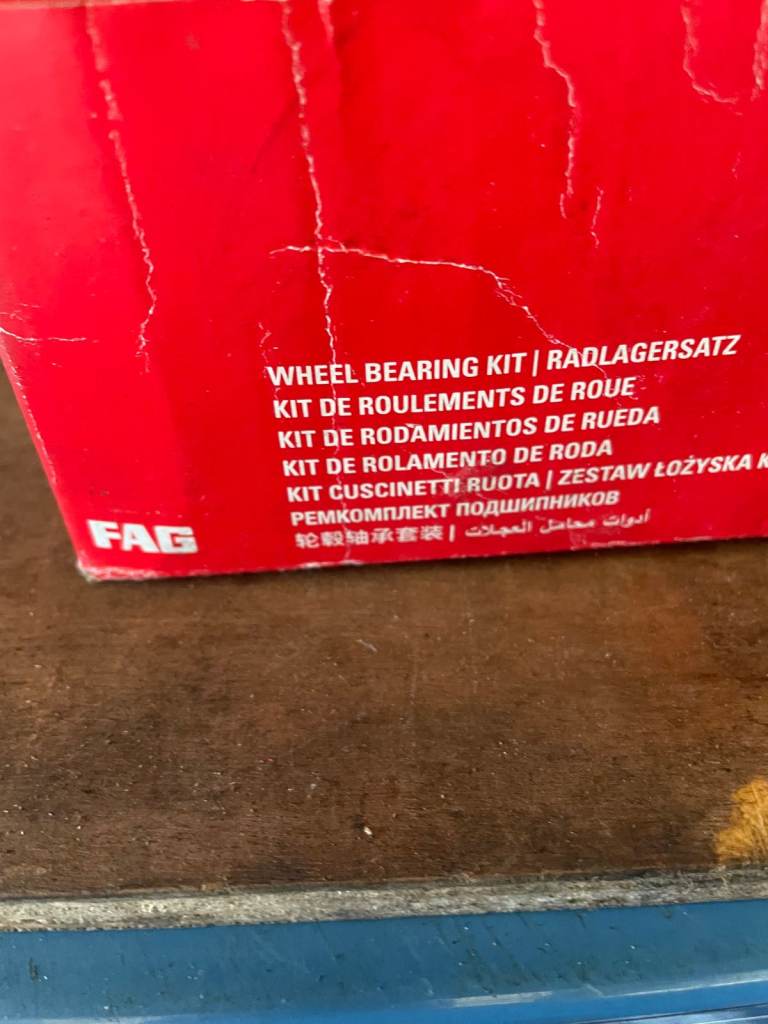 WHEEL BEARING KIT | RADLAGERSATZ
KIT DE ROULEMENTS DE ROUE
KIT DE RODAMIENTOS DE RUEDA
KIT DE ROLAMENTO DE RODA
KIT CUSCINETTI RUOTA | ZESTAW ŁOŻYSKA K
РЕМКОМПЛЕКТ ПОДШИПНИКОВ
轮毂轴承套装 | أدوات محامل العجلات
FAG